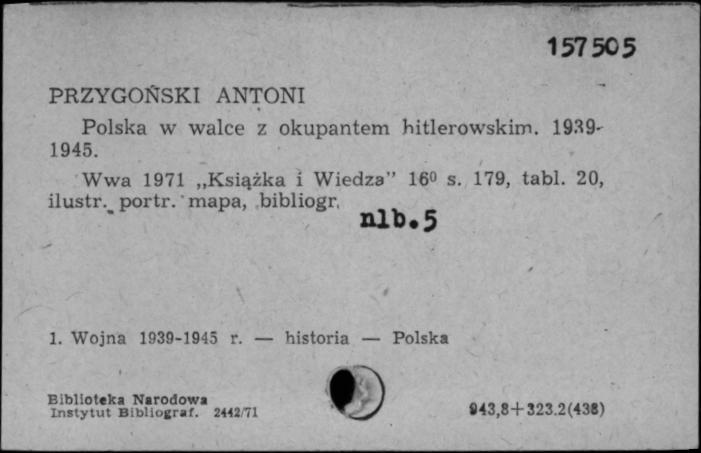 157505
PRZYGOŃSKI ANTONI
Polska w walce z okupantem hitlerowskim. 1939-
1945.
Wwa 1971 „Książka i Wiedza” 16⁰ s. 179, tabl. 20,
ilustr. portr. mapa, bibliogr.
nlb.5
1. Wojna 1939-1945 r. — historia — Polska
Biblioteka Narodowa
Instytut Bibliograf. 2442/71
943,8+323.2(438)